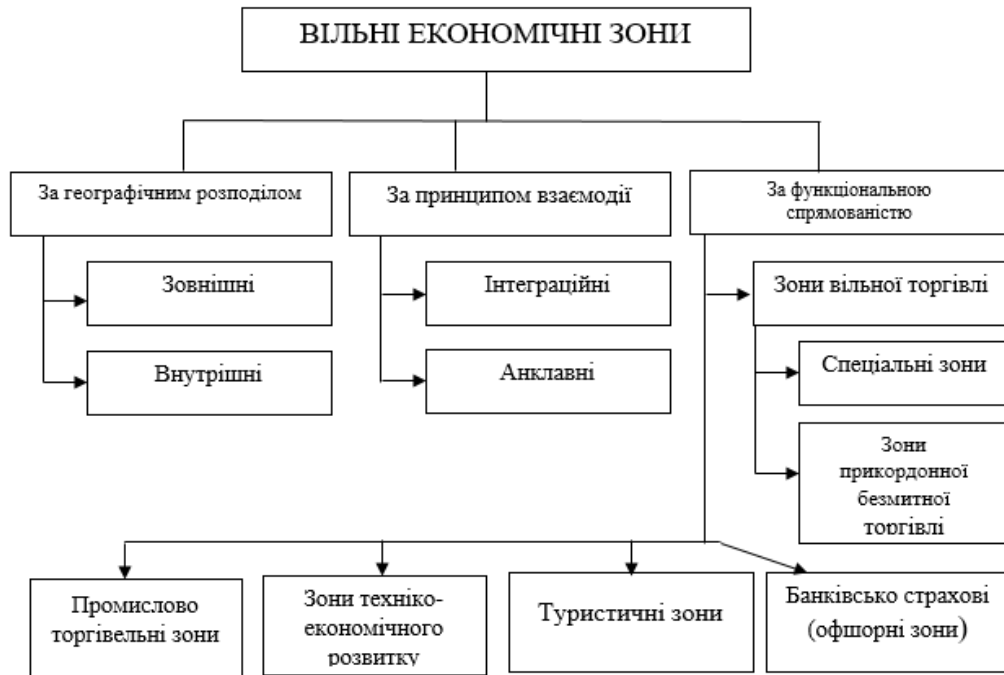 ВІЛЬНІ ЕКОНОМІЧНІ ЗОНИ
За географічним розподілом
За принципом взаємодії
За функціональною
спрямованістю
Зовнішні
Інтеграційні
Зони вільної торгівлі
Внутрішні
Анклавні
Спеціальні зони
Зони
прикордонної
безмитної
торгівлі
Промислово
торгівельні зони
Зони техніко-
економічного
розвитку
Туристичні зони
Банківсько страхові
(офшорні зони)